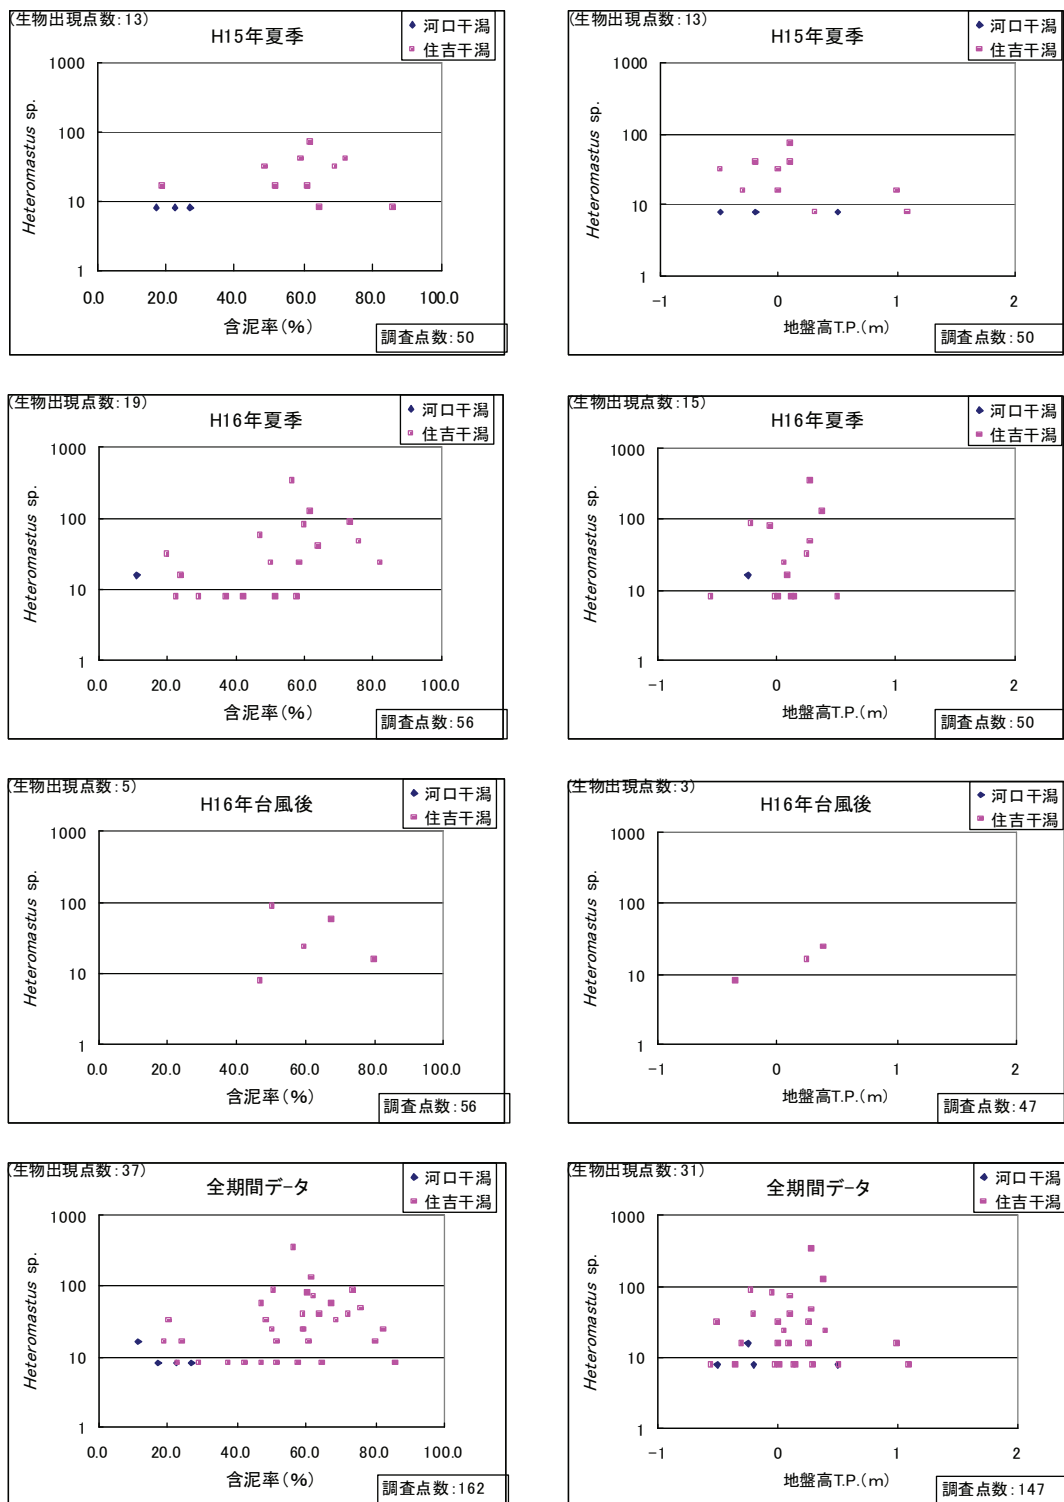 (生物出現点数:13)
H15年夏季
河口干潟
住吉干潟
1000
100
10
1
Heteromastus sp.
0.0 20.0 40.0 60.0 80.0 100.0
含泥率(%)
調査点数:50
(生物出現点数:13)
H15年夏季
河口干潟
住吉干潟
1000
100
10
1
Heteromastus sp.
-1 0 1 2
地盤高T.P.(m)
調査点数:50
(生物出現点数:19)
H16年夏季
河口干潟
住吉干潟
1000
100
10
1
Heteromastus sp.
0.0 20.0 40.0 60.0 80.0 100.0
含泥率(%)
調査点数:56
(生物出現点数:15)
H16年夏季
河口干潟
住吉干潟
1000
100
10
1
Heteromastus sp.
-1 0 1 2
地盤高T.P.(m)
調査点数:50
(生物出現点数:5)
H16年台風後
河口干潟
住吉干潟
1000
100
10
1
Heteromastus sp.
0.0 20.0 40.0 60.0 80.0 100.0
含泥率(%)
調査点数:56
(生物出現点数:3)
H16年台風後
河口干潟
住吉干潟
1000
100
10
1
Heteromastus sp.
-1 0 1 2
地盤高T.P.(m)
調査点数:47
(生物出現点数:37)
全期間データ
河口干潟
住吉干潟
1000
100
10
1
Heteromastus sp.
0.0 20.0 40.0 60.0 80.0 100.0
含泥率(%)
調査点数:162
(生物出現点数:31)
全期間データ
河口干潟
住吉干潟
1000
100
10
1
Heteromastus sp.
-1 0 1 2
地盤高T.P.(m)
調査点数:147